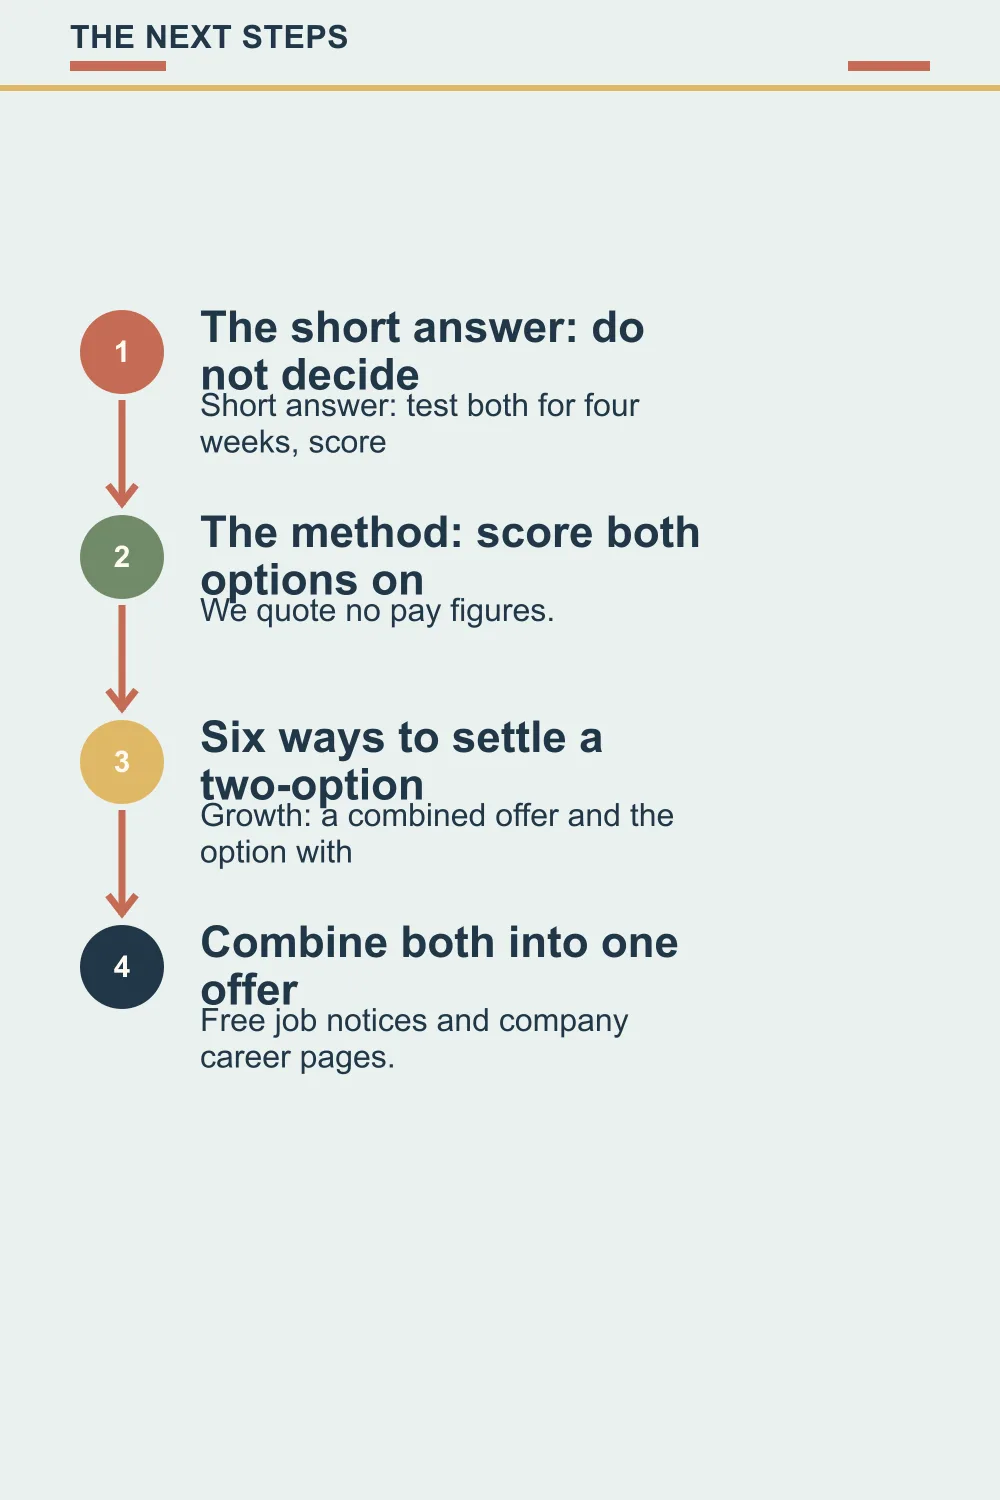 THE NEXT STEPS
1
The short answer: do
not decide
Short answer: test both for four
weeks, score
2
The method: score both
options on
We quote no pay figures.
3
Six ways to settle a
two-option
Growth: a combined offer and the
option with
4
Combine both into one
offer
Free job notices and company
career pages.